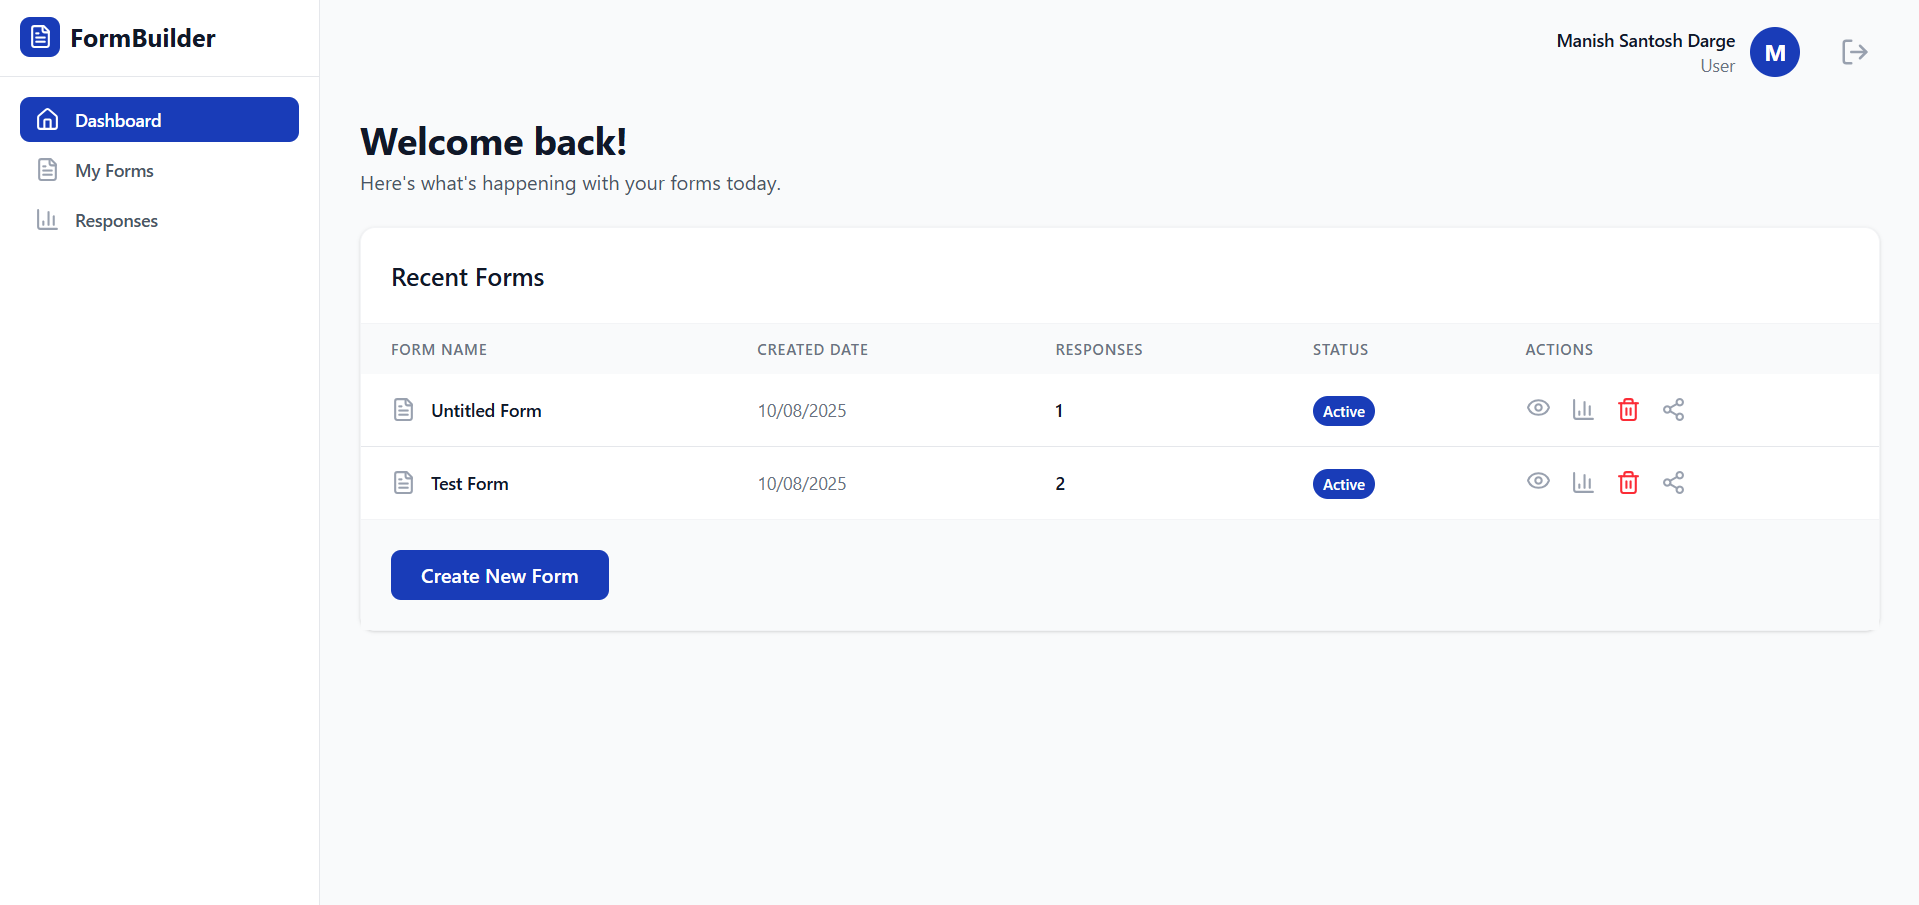 FormBuilder
Manish Santosh Darge
User
M
Dashboard
My Forms
Responses
Welcome back!
Here's what's happening with your forms today.
Recent Forms
FORM NAME CREATED DATE RESPONSES STATUS ACTIONS
Untitled Form 10/08/2025 1 Active
Test Form 10/08/2025 2 Active
Create New Form